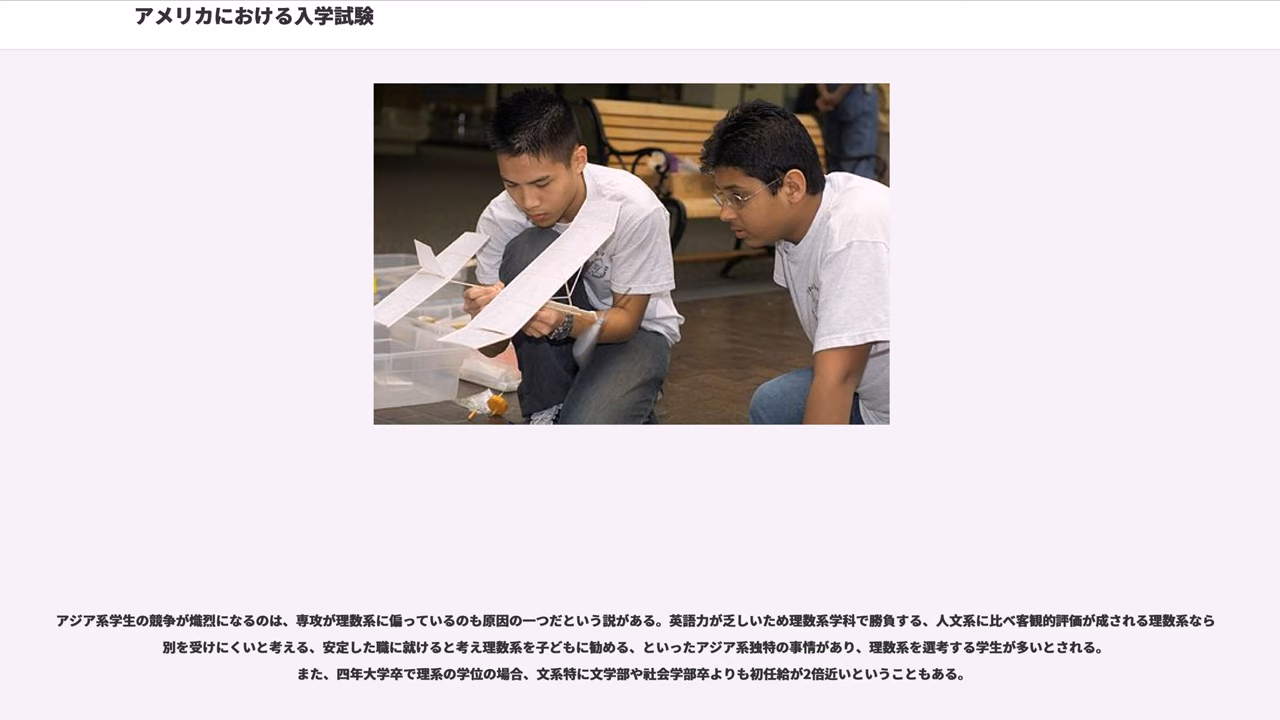 アメリカにおける入学試験
アジア系学生の競争が熾烈になるのは、専攻が理数系に偏っているのも原因の一つだという説がある。英語力が乏しいため理数系学科で勝負する、人文系に比べ客観的評価が成される理数系なら
別を受けにくいと考える、安定した職に就けると考え理数系を子どもに勧める、といったアジア系独特の事情があり、理数系を選考する学生が多いとされる。
また、四年大学卒で理系の学位の場合、文系特に文学部や社会学部卒よりも初任給が2倍近いということもある。